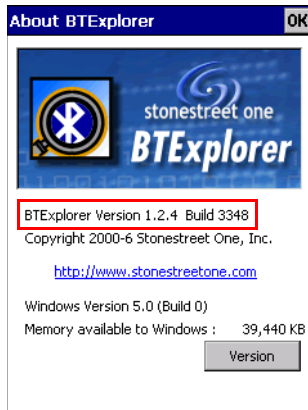 About BTExplorer OK
stonestreet one
BTExplorer
BTExplorer Version 1.2.4 Build 3348
Copyright 2000-6 Stonestreet One, Inc.
http://www.stonestreetone.com
Windows Version 5.0 (Build 0)
Memory available to Windows : 39,440 KB
Version